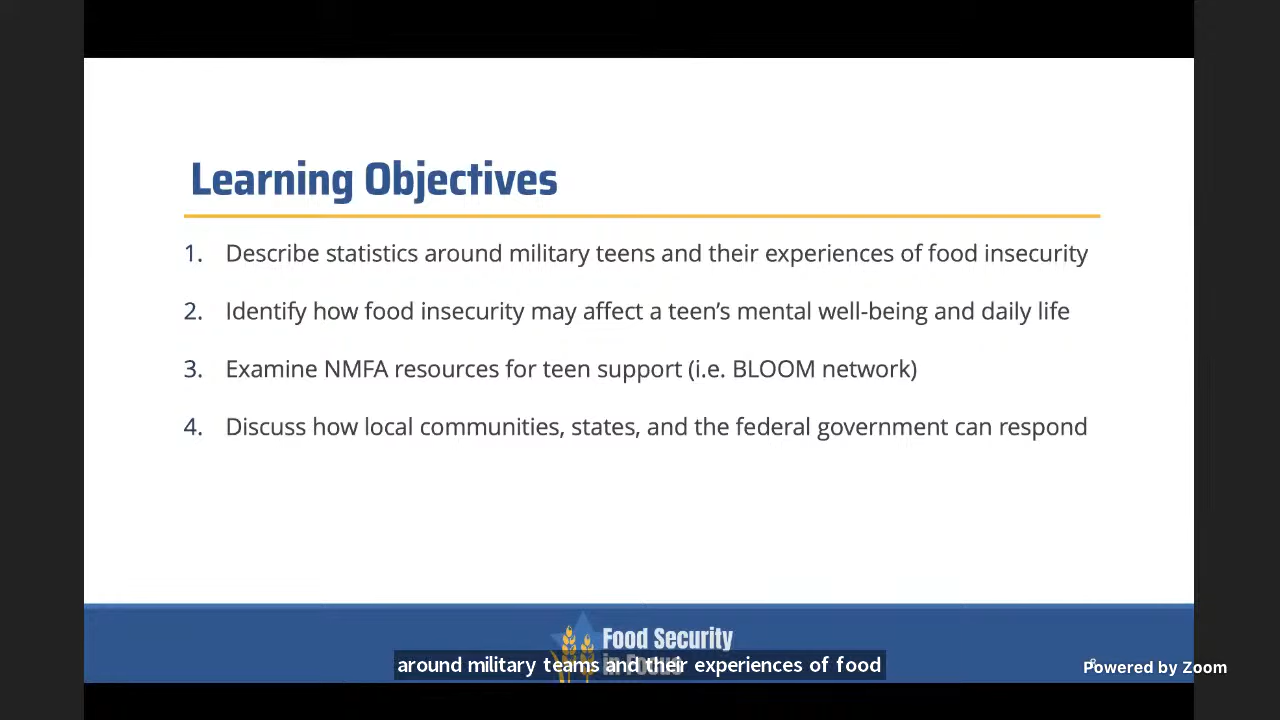 Learning Objectives
1. Describe statistics around military teens and their experiences of food insecurity
2. Identify how food insecurity may affect a teen’s mental well-being and daily life
3. Examine NMFA resources for teen support (i.e. BLOOM network)
4. Discuss how local communities, states, and the federal government can respond
Food Security
in Focus
around military teams and their experiences of food
Powered by Zoom